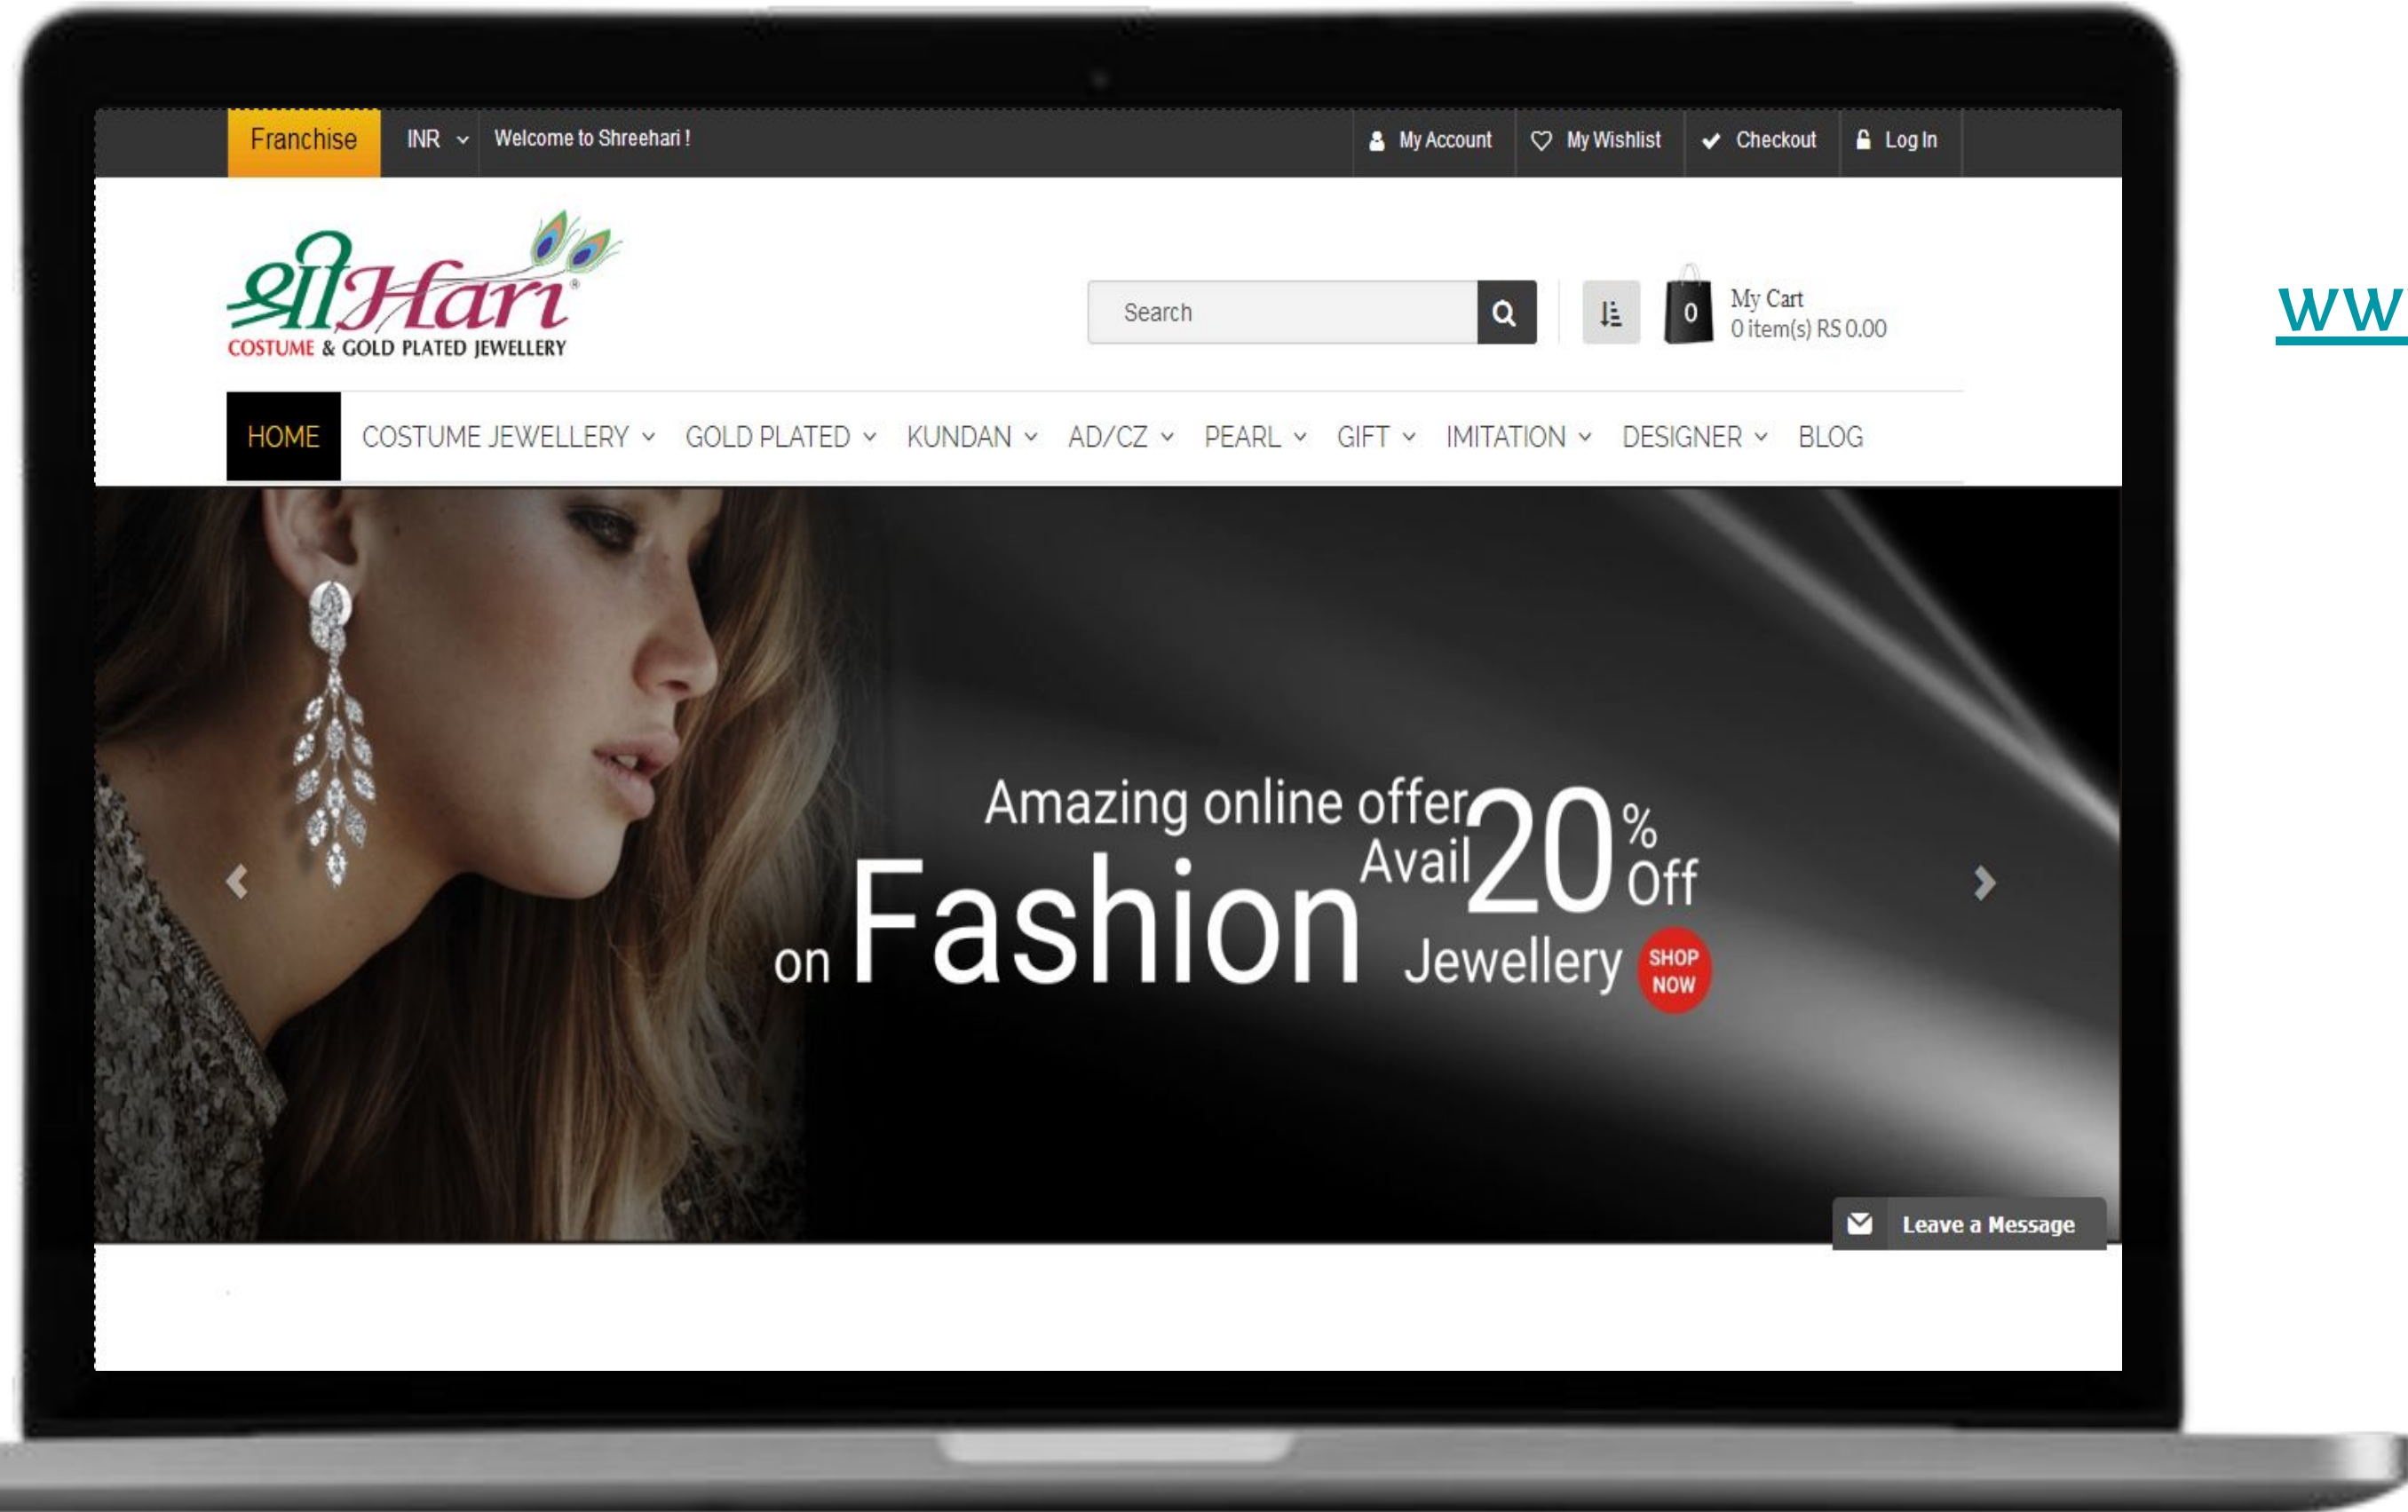 Franchise INR Welcome to Shreehari ! My Account My Wishlist Checkout Log In
श्रीHari®
COSTUME & GOLD PLATED JEWELLERY
Search
0
My Cart
0 item(s) RS 0.00
HOME COSTUME JEWELLERY GOLD PLATED KUNDAN AD/CZ PEARL GIFT IMITATION DESIGNER BLOG
Amazing online offer
Avail 20% Off
on Fashion Jewellery
SHOP
NOW
Leave a Message